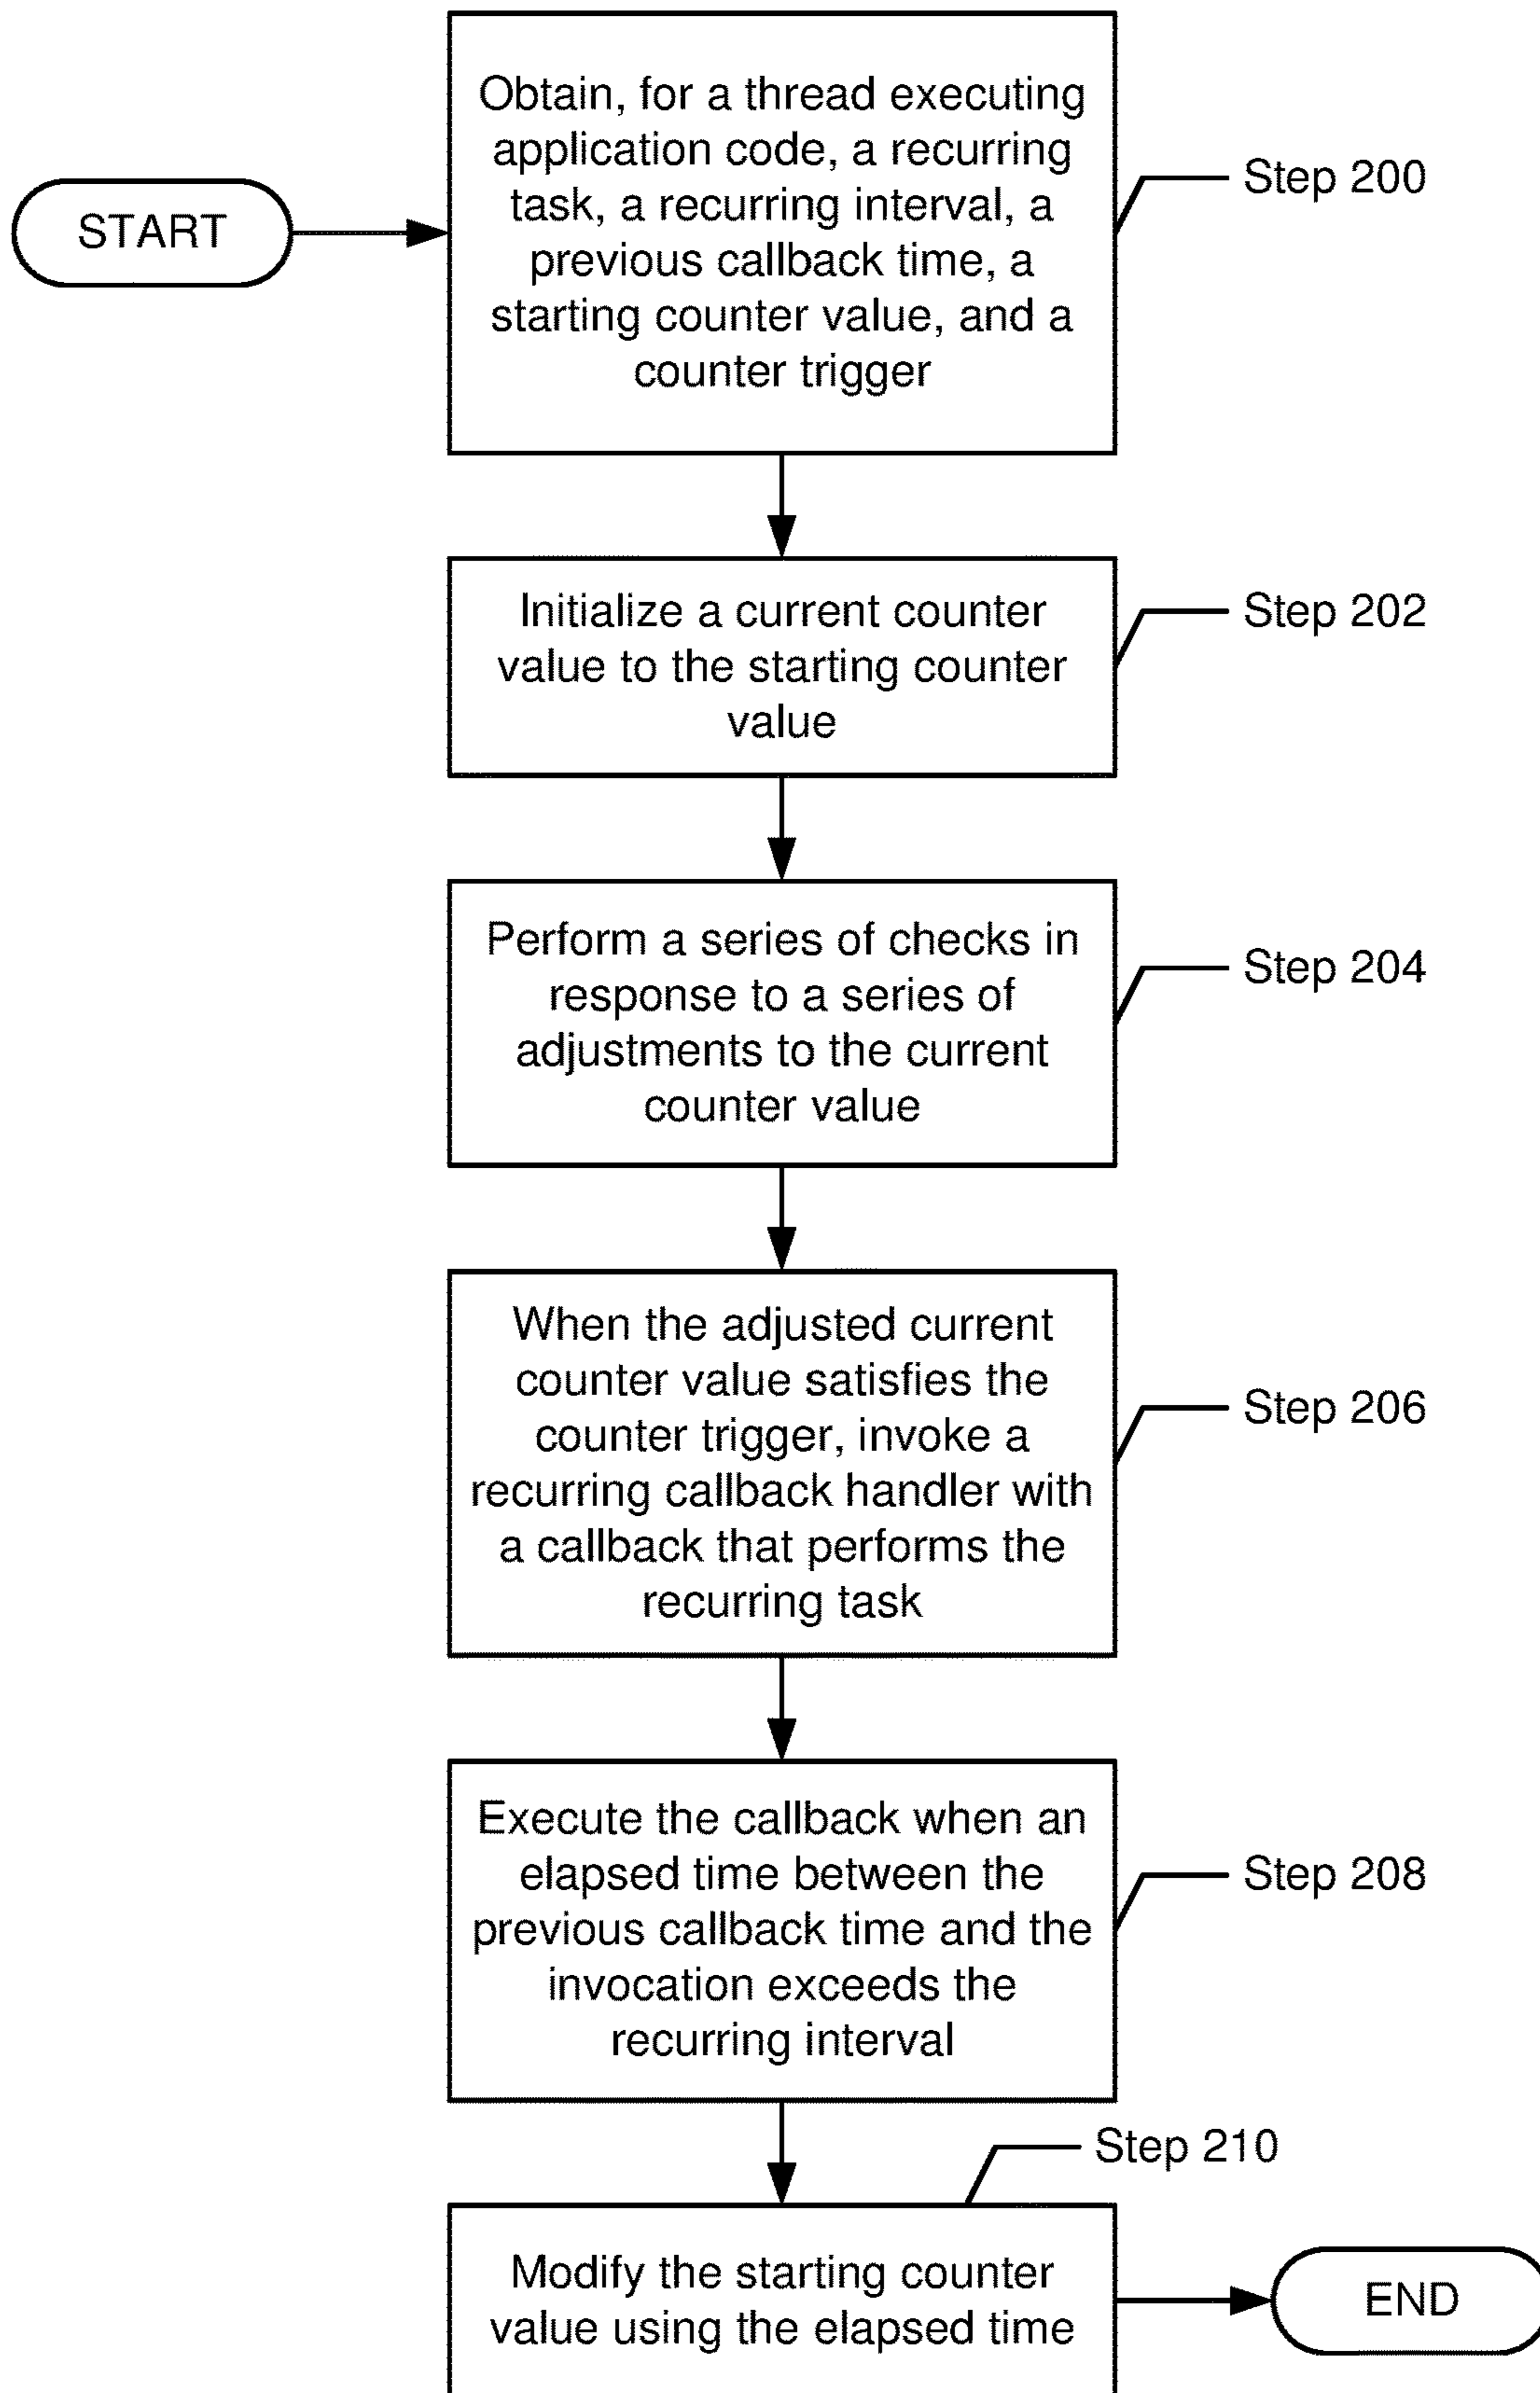 START
Obtain, for a thread executing
application code, a recurring
task, a recurring interval, a
previous callback time, a
starting counter value, and a
counter trigger
Step 200
Initialize a current counter
value to the starting counter
value
Step 202
Perform a series of checks in
response to a series of
adjustments to the current
counter value
Step 204
When the adjusted current
counter value satisfies the
counter trigger, invoke a
recurring callback handler with
a callback that performs the
recurring task
Step 206
Execute the callback when an
elapsed time between the
previous callback time and the
invocation exceeds the
recurring interval
Step 208
Step 210
Modify the starting counter
value using the elapsed time
END